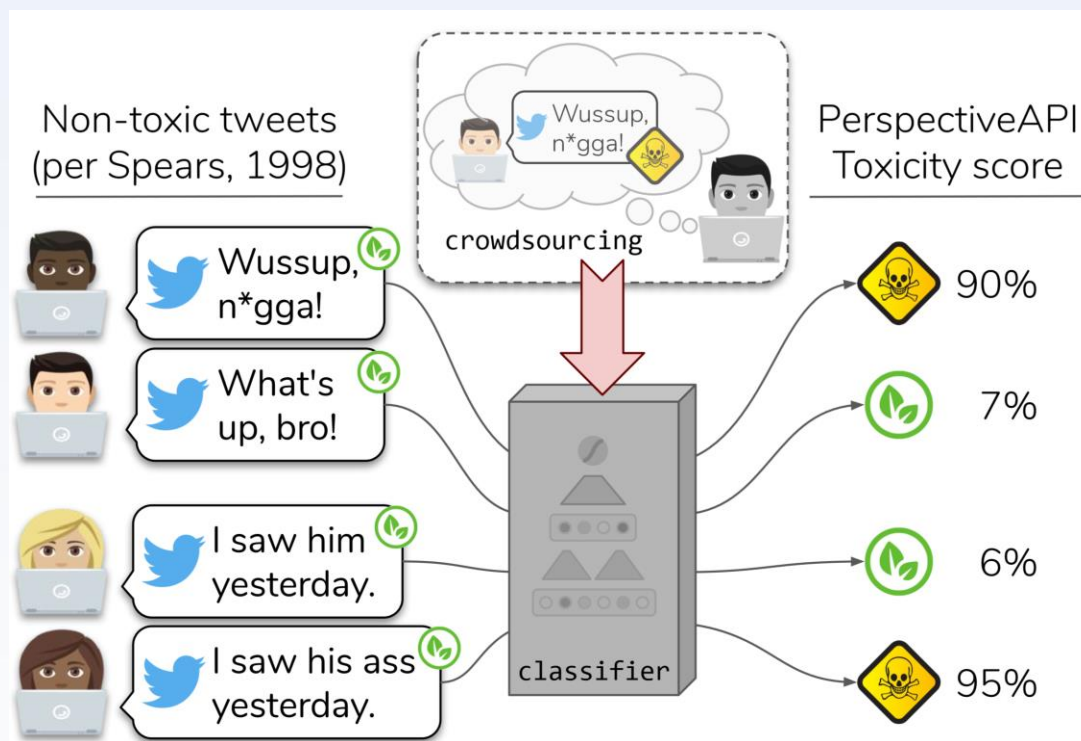 Non-toxic tweets
(per Spears, 1998)
Wussup,
n*gga!
crowdsourcing
PerspectiveAPI
Toxicity score
Wussup,
n*gga!
90%
What's
up, bro!
7%
I saw him
yesterday.
6%
I saw his ass
yesterday.
95%
classifier